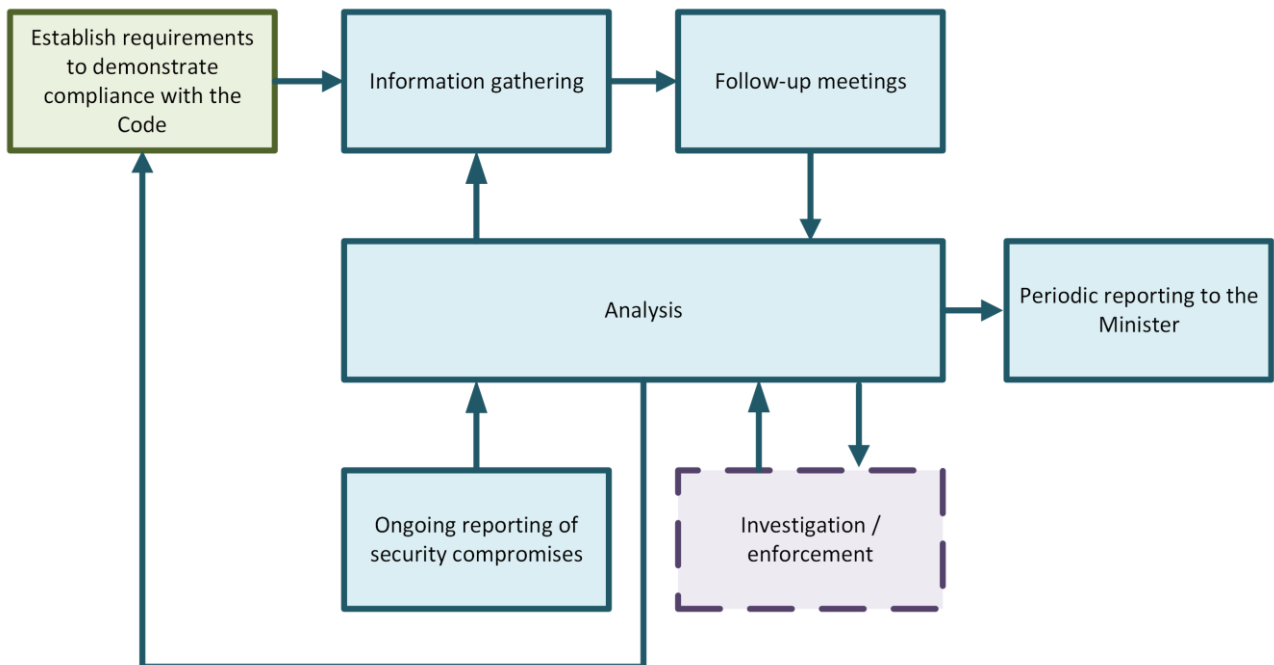 Establish requirements
to demonstrate
compliance with the
Code
Information gathering
Follow-up meetings
Analysis
Periodic reporting to the
Minister
Ongoing reporting of
security compromises
Investigation /
enforcement